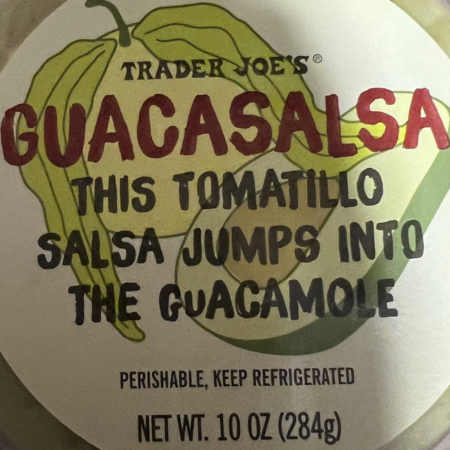 TRADER JOE'S®
GUACASALSA
THIS TOMATILLO
SALSA JUMPS INTO
THE GUACAMOLE
PERISHABLE, KEEP REFRIGERATED
NET WT. 10 OZ (284g)